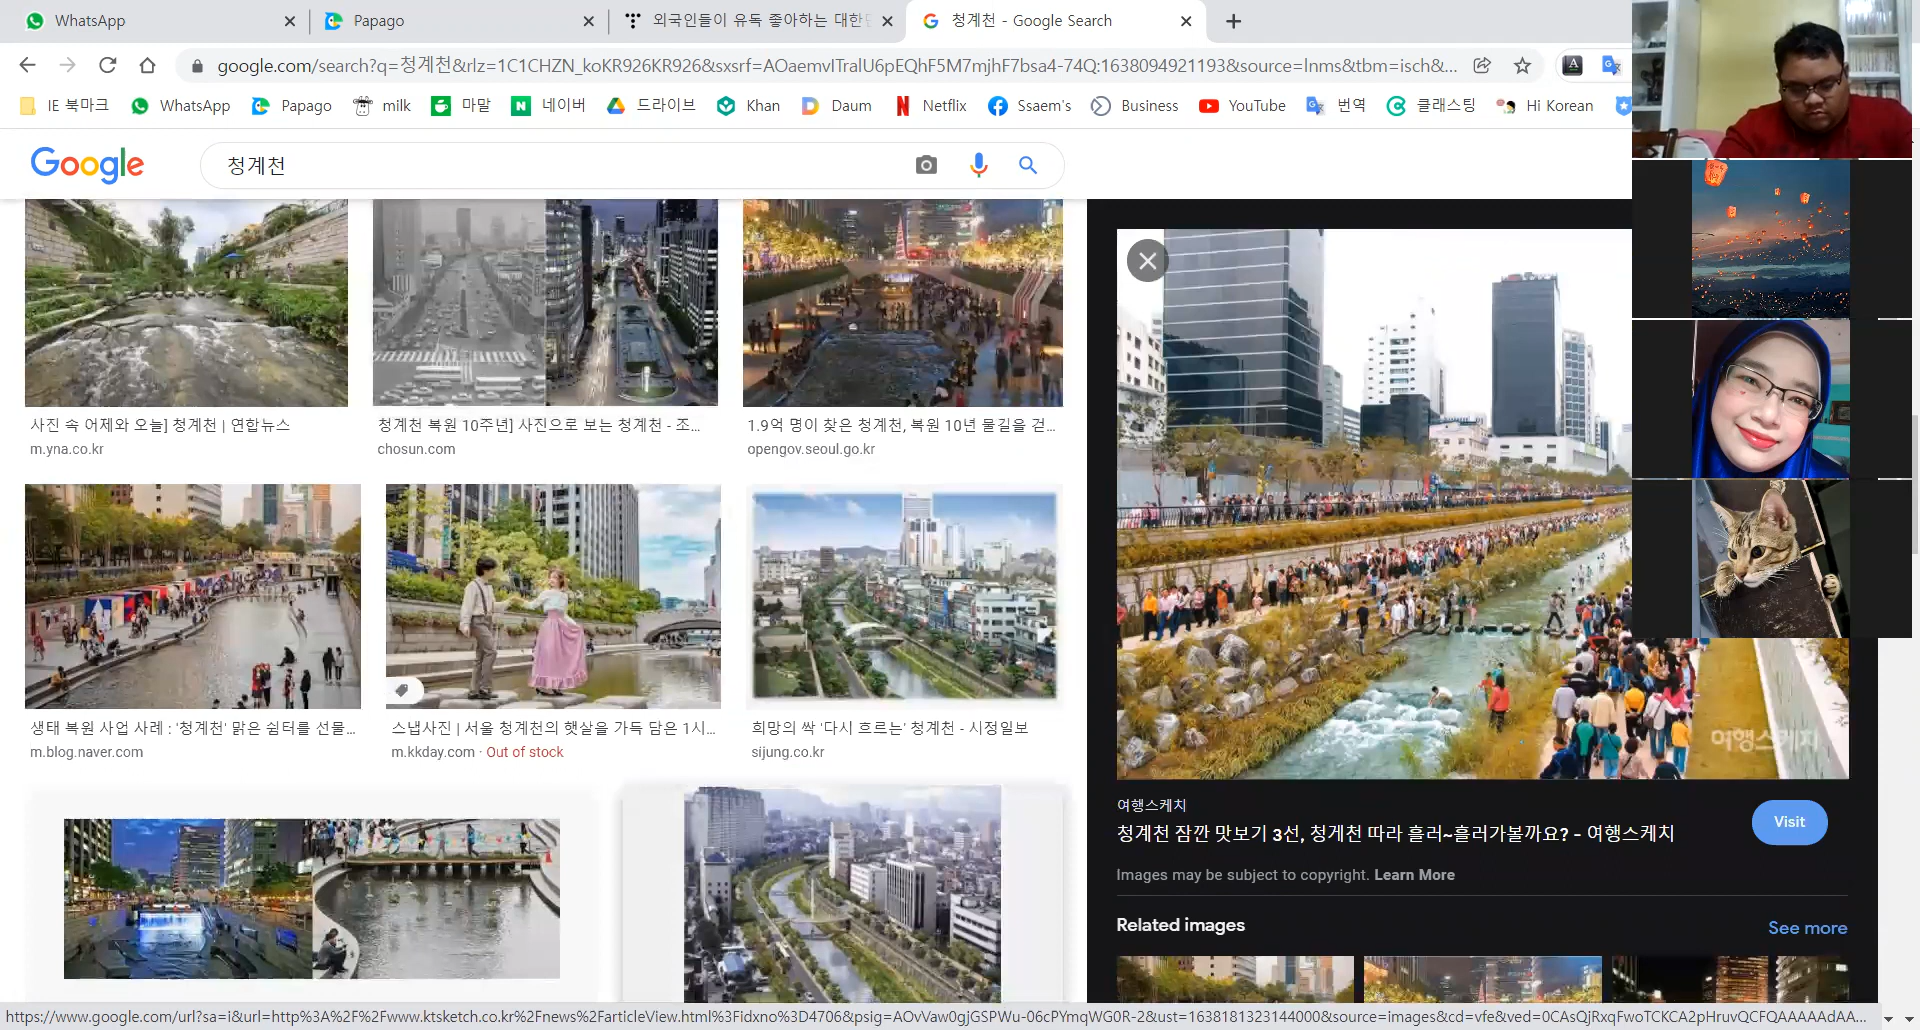 WhatsApp
Papago
외국인들이 유독 좋아하는 대한민
청계천 - Google Search
google.com/search?q=청계천&rlz=1C1CHZN_koKR926KR926&sxsrf=AOaemvITralU6pEQhF5M7mjhF7bsa4-74Q:1638094921193&source=lnms&tbm=isch&...
IE 북마크
WhatsApp
Papago
milk
마말
네이버
드라이브
Khan
Daum
Netflix
Ssaem's
Business
YouTube
번역
클래스팅
Hi Korean
Google
청계천
사진 속 어제와 오늘] 청계천 | 연합뉴스
m.yna.co.kr
청계천 복원 10주년] 사진으로 보는 청계천 - 조...
chosun.com
1.9억 명이 찾은 청계천, 복원 10년 물길을 걷...
opengov.seoul.go.kr
생태 복원 사업 사례 : '청계천' 맑은 쉼터를 선물...
m.blog.naver.com
스냅사진 | 서울 청계천의 햇살을 가득 담은 1시...
m.kkday.com · Out of stock
희망의 싹 '다시 흐르는' 청계천 - 시정일보
sijung.co.kr
여행스케치
여행스케치
청계천 잠깐 맛보기 3선, 청게천 따라 흘러~흘러가볼까요? - 여행스케치
Visit
Images may be subject to copyright. Learn More
Related images
See more
https://www.google.com/url?sa=i&url=http%3A%2F%2Fwww.ktsketch.co.kr%2Fnews%2FarticleView.html%3Fidxno%3D4706&psig=AOvVaw0gjGSPWu-06cPYmqWG0R-2&ust=1638181323144000&source=images&cd=vfe&ved=0CAsQjRxqFwoTCKCA2pHruvQCFQAAAAAdAA...